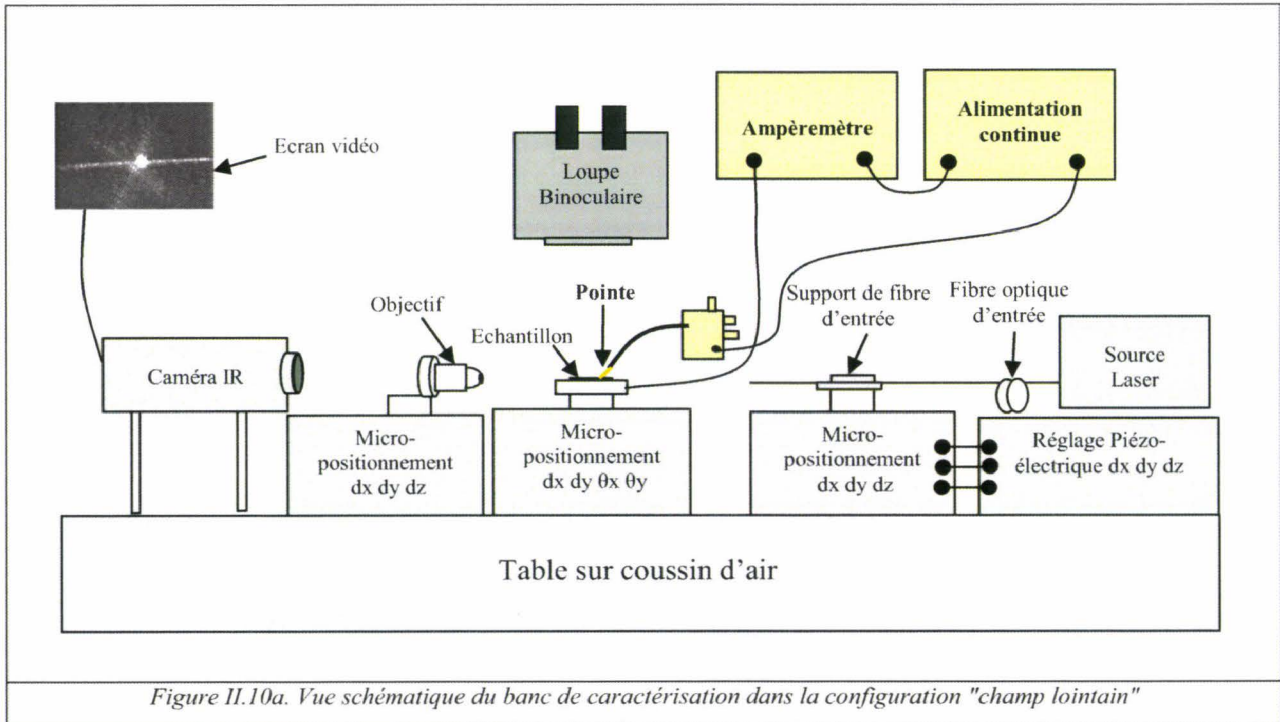 Ecran vidéo
Loupe
Binoculaire
Ampèremètre
Alimentation
continue
Objectif
Pointe
Echantillon
Support de fibre
d'entrée
Fibre optique
d'entrée
Caméra IR
Source
Laser
Micro-
positionnement
dx dy dz
Micro-
positionnement
dx dy θx θy
Micro-
positionnement
dx dy dz
Réglage Piézo-
électrique dx dy dz
Table sur coussin d'air
Figure II.10a. Vue schématique du banc de caractérisation dans la configuration "champ lointain"